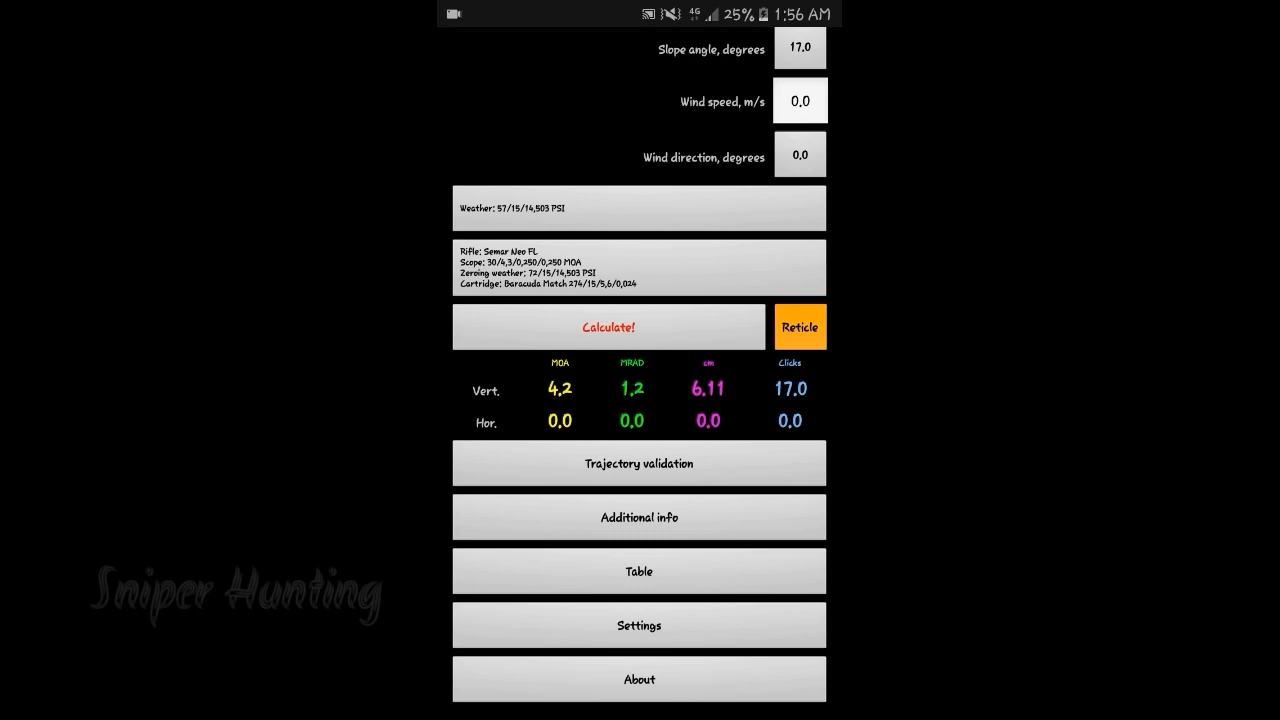 4G 25% 1:56 AM
Slope angle, degrees 17.0
Wind speed, m/s 0.0
Wind direction, degrees 0.0
Weather: 57/15/14,503 PSI
Rifle: Semar Neo FL
Scope: 30/4,3/0,250/0,250 MOA
Zeroing weather: 72/15/14,503 PSI
Cartridge: Baracuda Match 274/15/5,6/0,024
Calculate! Reticle
MOA MRAD cm Clicks
Vert. 4.2 1.2 6.11 17.0
Hor. 0.0 0.0 0.0 0.0
Trajectory validation
Additional info
Table
Sniper Hunting
Settings
About